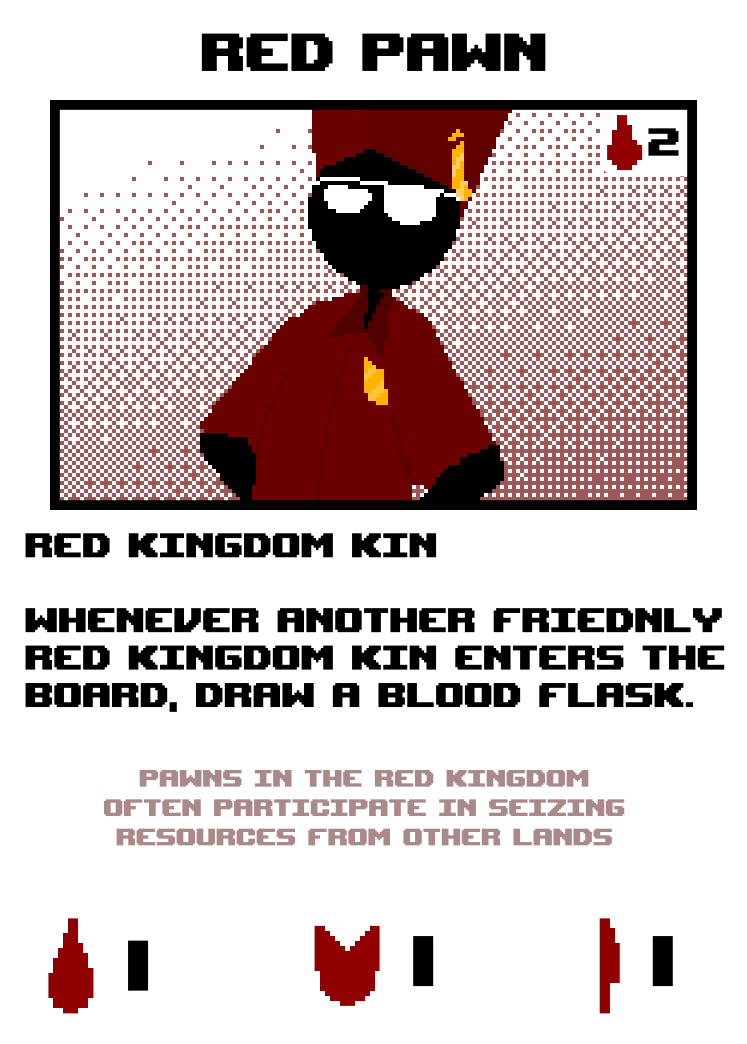 RED PAWN
2
RED KINGDOM KIN
WHENEVER ANOTHER FRIEDNLY
RED KINGDOM KIN ENTERS THE
BOARD, DRAW A BLOOD FLASK.
PAWNS IN THE RED KINGDOM
OFTEN PARTICIPATE IN SEIZING
RESOURCES FROM OTHER LANDS
1 1 1